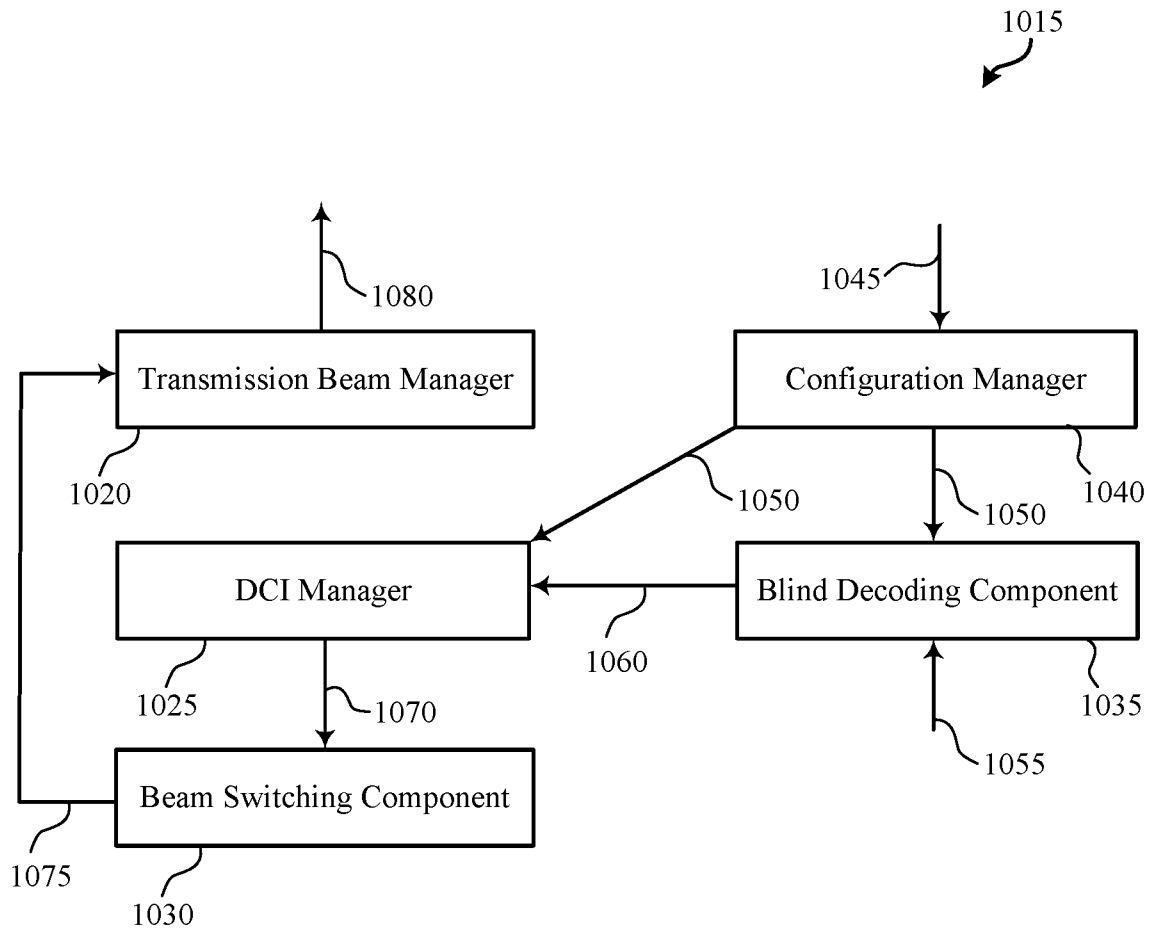 1015
1045
1080
Transmission Beam Manager
Configuration Manager
1020
1050
1050
1040
DCI Manager
Blind Decoding Component
1060
1025
1070
1035
1055
Beam Switching Component
1075
1030